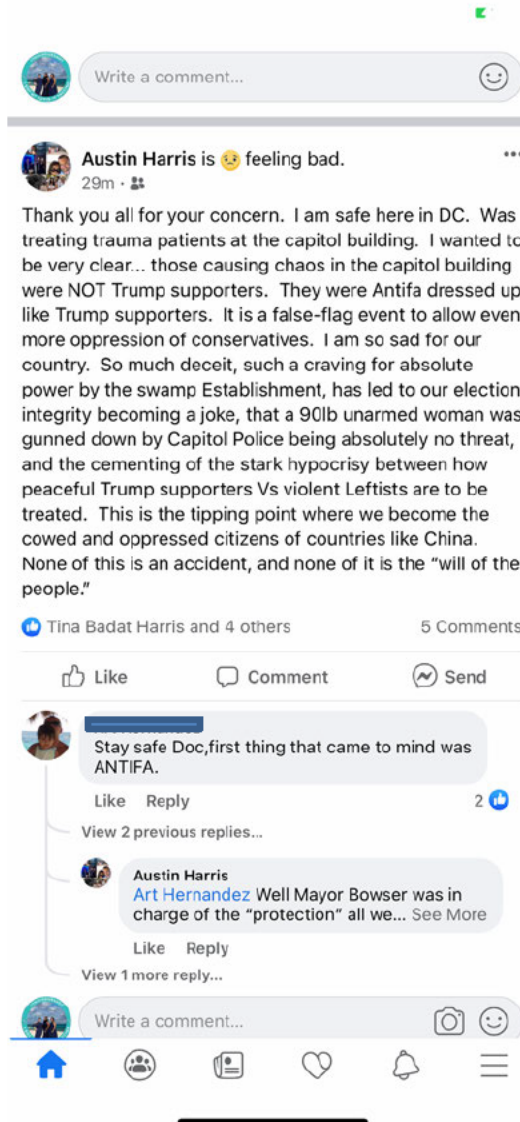 Write a comment...
Austin Harris is 😥 feeling bad.
29m ·
Thank you all for your concern. I am safe here in DC. Was
treating trauma patients at the capitol building. I wanted to
be very clear... those causing chaos in the capitol building
were NOT Trump supporters. They were Antifa dressed up
like Trump supporters. It is a false-flag event to allow even
more oppression of conservatives. I am so sad for our
country. So much deceit, such a craving for absolute
power by the swamp Establishment, has led to our election
integrity becoming a joke, that a 90lb unarmed woman was
gunned down by Capitol Police being absolutely no threat,
and the cementing of the stark hypocrisy between how
peaceful Trump supporters Vs violent Leftists are to be
treated. This is the tipping point where we become the
cowed and oppressed citizens of countries like China.
None of this is an accident, and none of it is the “will of the
people.”
Tina Badat Harris and 4 others 5 Comments
Like Comment Send
Stay safe Doc,first thing that came to mind was
ANTIFA.
Like Reply 2
View 2 previous replies...
Austin Harris
Art Hernandez Well Mayor Bowser was in
charge of the “protection” all we... See More
Like Reply
View 1 more reply...
Write a comment...